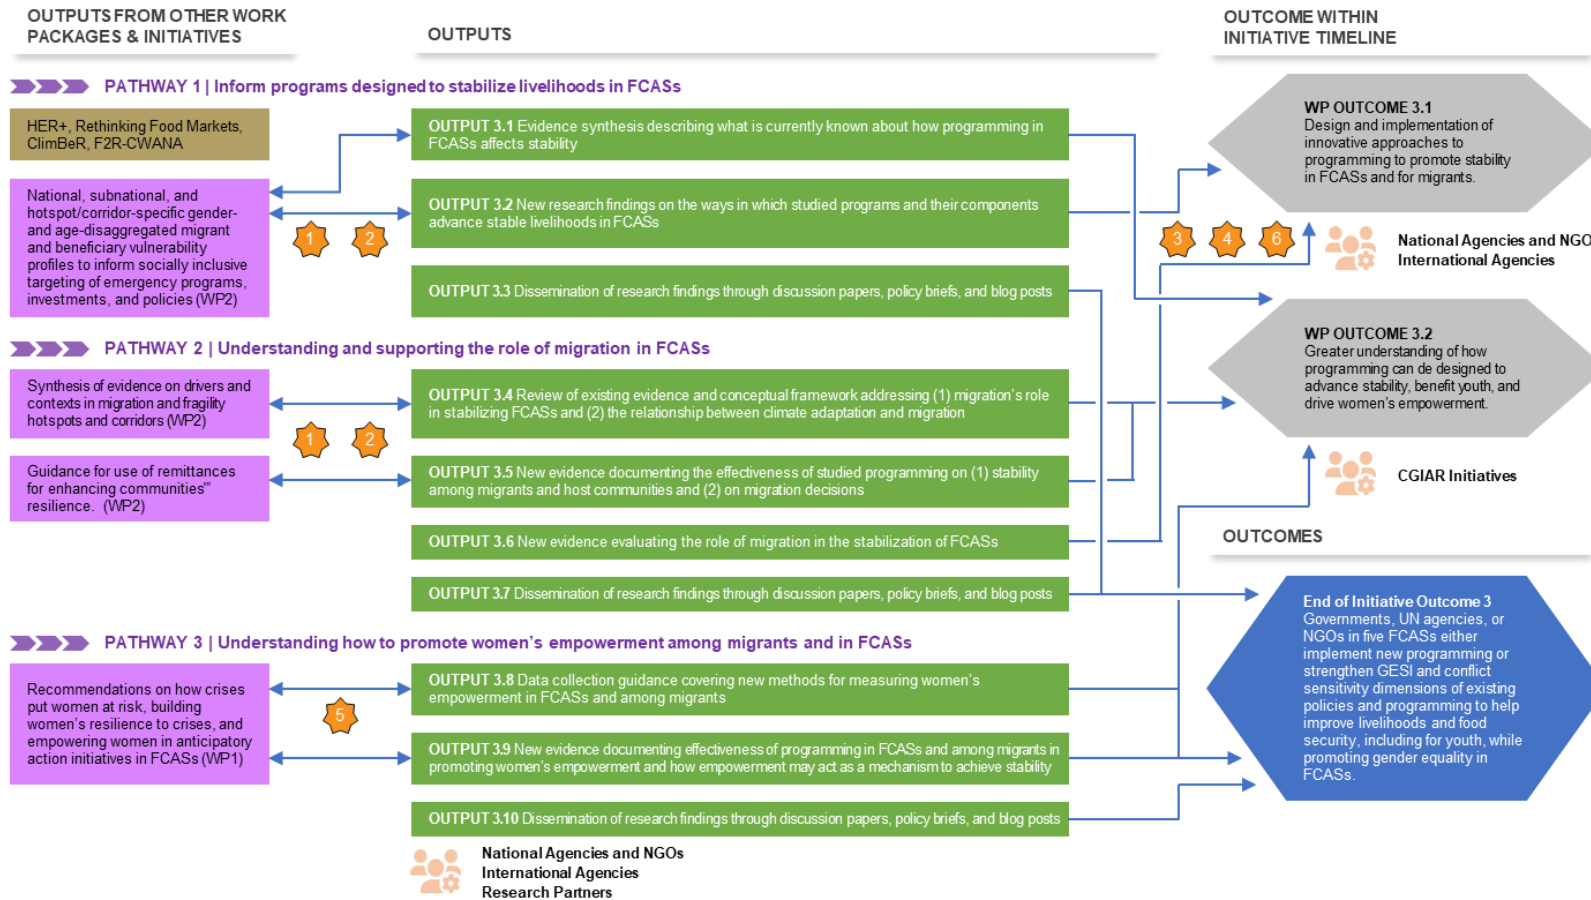 OUTPUTS FROM OTHER WORK
PACKAGES & INITIATIVES
OUTPUTS
OUTCOME WITHIN
INITIATIVE TIMELINE
PATHWAY 1 | Inform programs designed to stabilize livelihoods in FCASs
HER+, Rethinking Food Markets,
ClimBeR, F2R-CWANA
National, subnational, and
hotspot/corridor-specific gender-
and age-disaggregated migrant
and beneficiary vulnerability
profiles to inform socially inclusive
targeting of emergency programs,
investments, and policies (WP2)
1
2
OUTPUT 3.1 Evidence synthesis describing what is currently known about how programming in
FCASs affects stability
OUTPUT 3.2 New research findings on the ways in which studied programs and their components
advance stable livelihoods in FCASs
OUTPUT 3.3 Dissemination of research findings through discussion papers, policy briefs, and blog posts
3
4
6
WP OUTCOME 3.1
Design and implementation of
innovative approaches to
programming to promote stability
in FCASs and for migrants.
National Agencies and NGO
International Agencies
PATHWAY 2 | Understanding and supporting the role of migration in FCASs
Synthesis of evidence on drivers and
contexts in migration and fragility
hotspots and corridors (WP2)
1
2
Guidance for use of remittances
for enhancing communities'"
resilience. (WP2)
OUTPUT 3.4 Review of existing evidence and conceptual framework addressing (1) migration's role
in stabilizing FCASs and (2) the relationship between climate adaptation and migration
OUTPUT 3.5 New evidence documenting the effectiveness of studied programming on (1) stability
among migrants and host communities and (2) on migration decisions
OUTPUT 3.6 New evidence evaluating the role of migration in the stabilization of FCASs
OUTPUT 3.7 Dissemination of research findings through discussion papers, policy briefs, and blog posts
WP OUTCOME 3.2
Greater understanding of how
programming can de designed to
advance stability, benefit youth, and
drive women's empowerment.
CGIAR Initiatives
OUTCOMES
End of Initiative Outcome 3
Governments, UN agencies, or
NGOs in five FCASs either
implement new programming or
strengthen GESI and conflict
sensitivity dimensions of existing
policies and programming to help
improve livelihoods and food
security, including for youth, while
promoting gender equality in
FCASs.
PATHWAY 3 | Understanding how to promote women's empowerment among migrants and in FCASs
Recommendations on how crises
put women at risk, building
women's resilience to crises, and
empowering women in anticipatory
action initiatives in FCASs (WP1)
5
OUTPUT 3.8 Data collection guidance covering new methods for measuring women's
empowerment in FCASs and among migrants
OUTPUT 3.9 New evidence documenting effectiveness of programming in FCASs and among migrants in
promoting women's empowerment and how empowerment may act as a mechanism to achieve stability
OUTPUT 3.10 Dissemination of research findings through discussion papers, policy briefs, and blog posts
National Agencies and NGOs
International Agencies
Research Partners